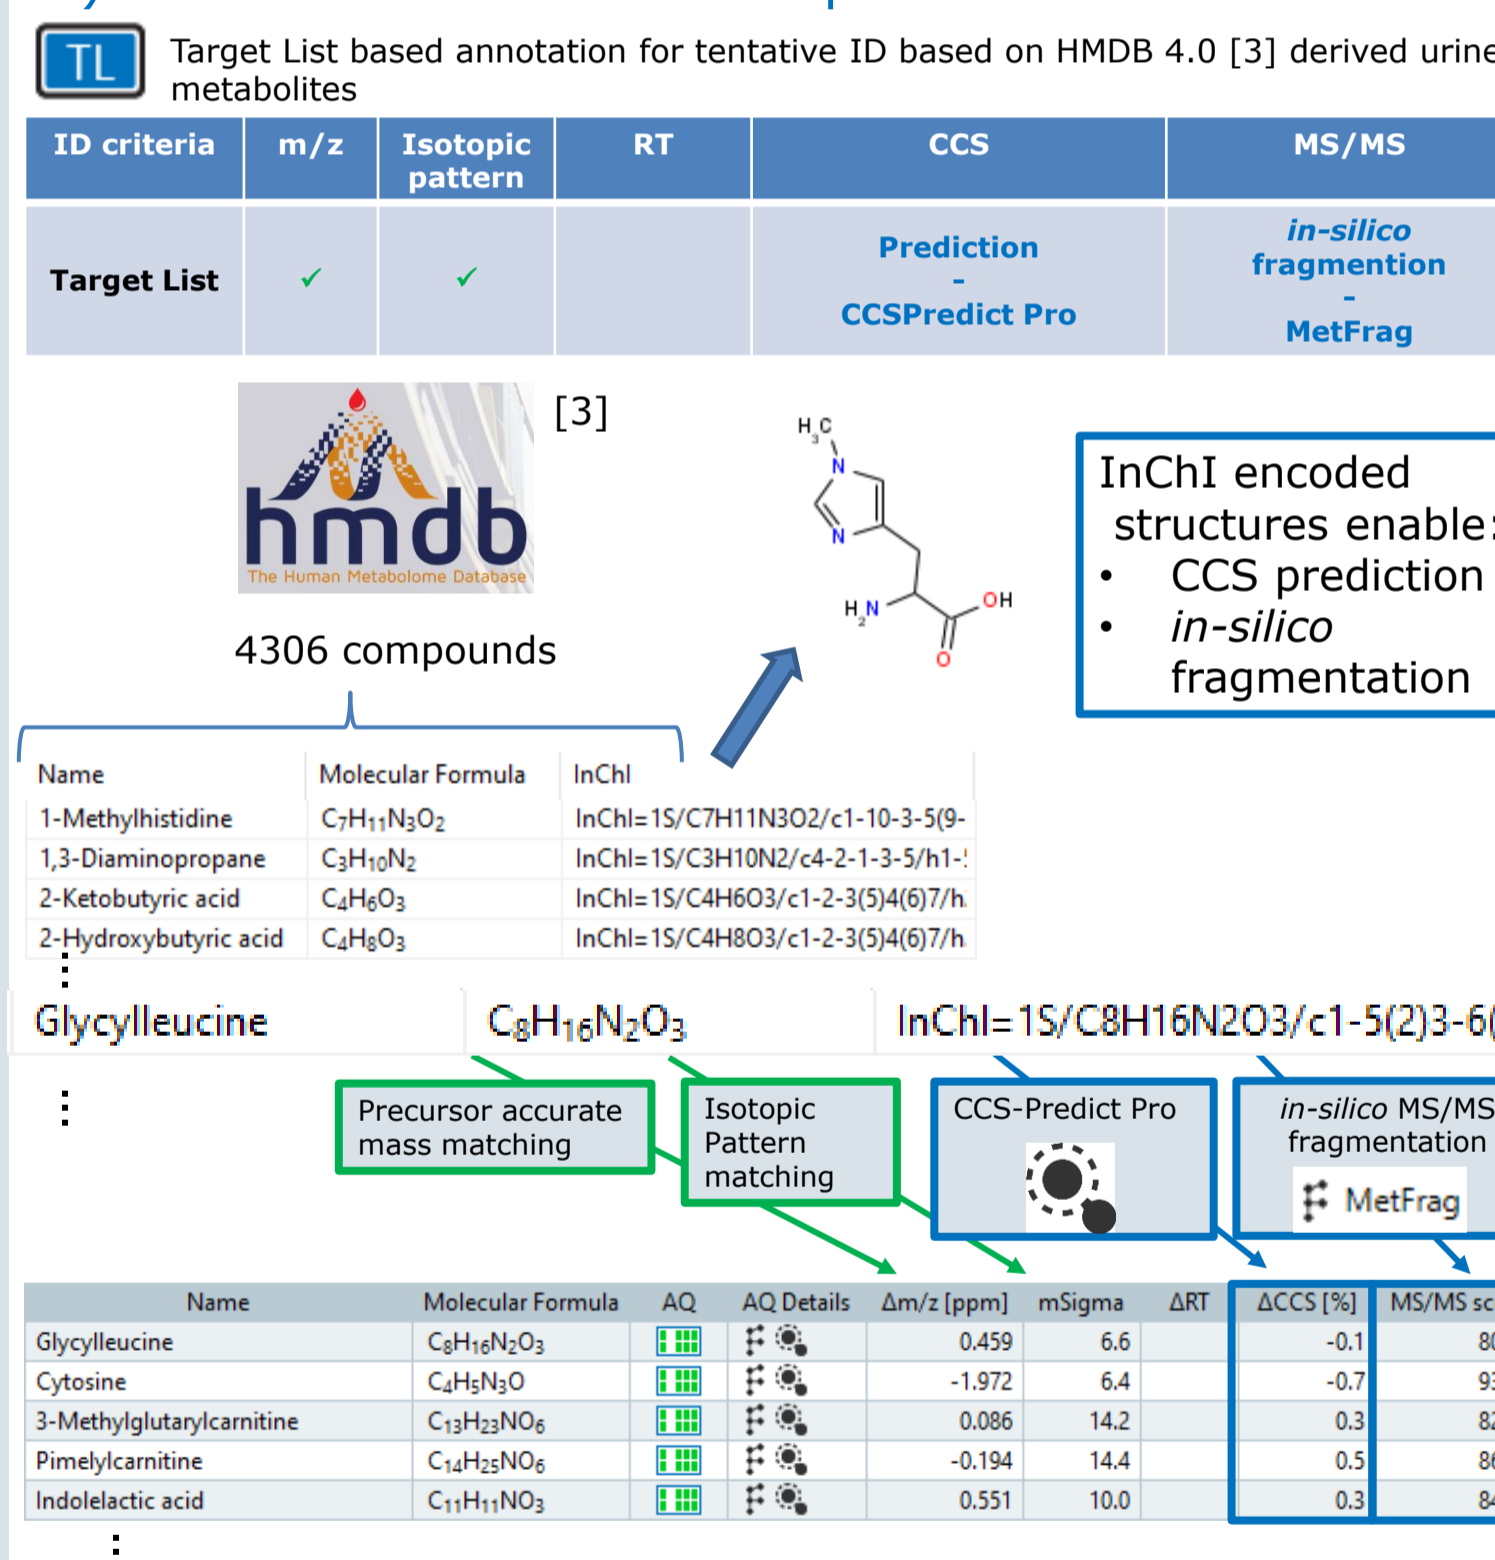 TL
Target List based annotation for tentative ID based on HMDB 4.0 [3] derived urine
metabolites
ID criteria m/z Isotopic pattern RT CCS MS/MS
Target List ✓ ✓ Prediction - CCSPredict Pro in-silico fragmention - MetFrag
hmdb
The Human Metabolome Database
[3]
4306 compounds
H3C
N
N
H2N
OH
O
InChI encoded
structures enable:
• CCS prediction
• in-silico
fragmentation
Name Molecular Formula InChI
1-Methylhistidine C7H11N3O2 InChI=1S/C7H11N3O2/c1-10-3-5(9-
1,3-Diaminopropane C3H10N2 InChI=1S/C3H10N2/c4-2-1-3-5/h1-
2-Ketobutyric acid C4H6O3 InChI=1S/C4H6O3/c1-2-3(5)4(6)7/h
2-Hydroxybutyric acid C4H8O3 InChI=1S/C4H8O3/c1-2-3(5)4(6)7/h
Glycylleucine C8H16N2O3 InChI=1S/C8H16N2O3/c1-5(2)3-6(
Precursor accurate
mass matching
Isotopic
Pattern
matching
CCS-Predict Pro
in-silico MS/MS
fragmentation
MetFrag
Name Molecular Formula AQ AQ Details Δm/z [ppm] mSigma ΔRT ΔCCS [%] MS/MS sc
Glycylleucine C8H16N2O3 0.459 6.6 -0.1 80
Cytosine C4H5N3O -1.972 6.4 -0.7 93
3-Methylglutarylcarnitine C13H23NO6 0.086 14.2 0.3 82
Pimelylcarnitine C14H25NO6 -0.194 14.4 0.5 86
Indolelactic acid C11H11NO3 0.551 10.0 0.3 84